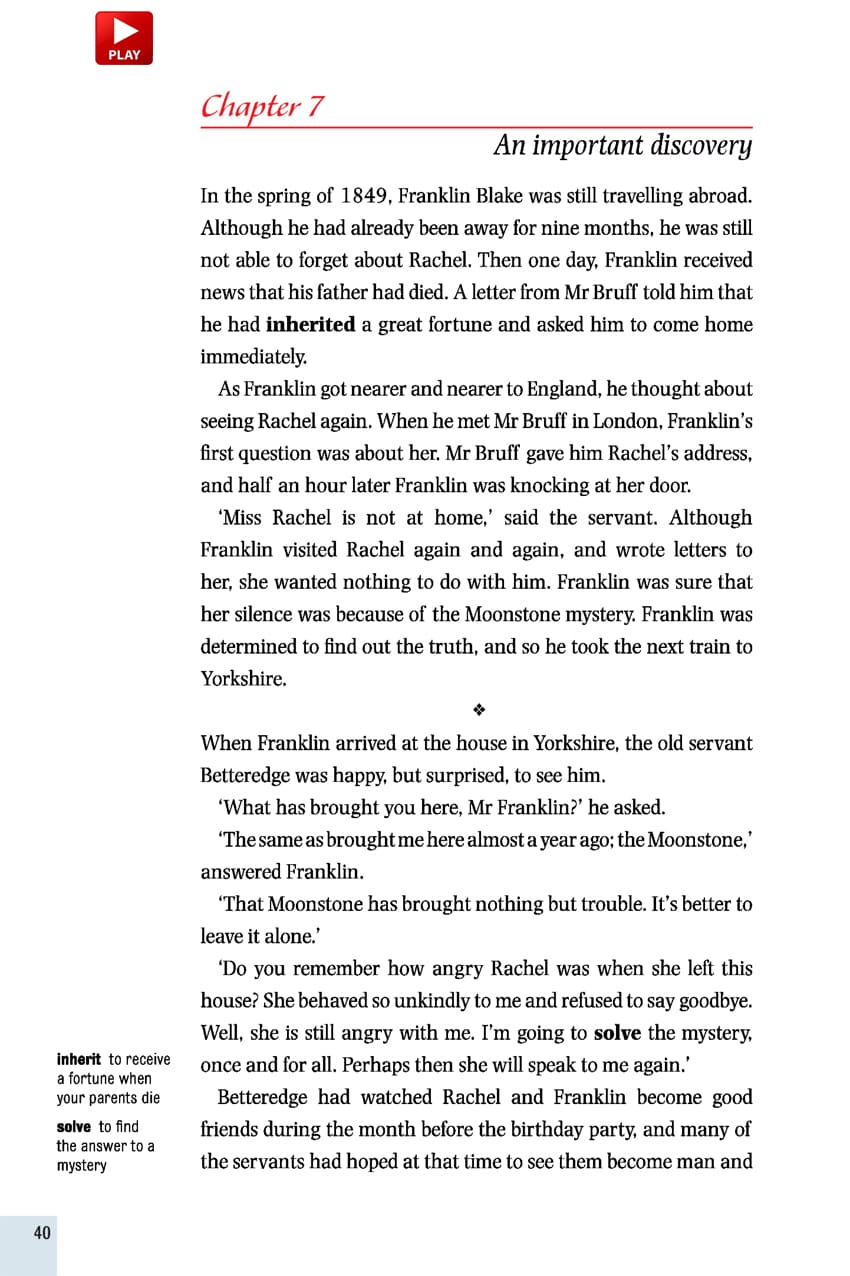 PLAY
Chapter 7
An important discovery
In the spring of 1849, Franklin Blake was still travelling abroad.
Although he had already been away for nine months, he was still
not able to forget about Rachel. Then one day, Franklin received
news that his father had died. A letter from Mr Bruff told him that
he had inherited a great fortune and asked him to come home
immediately.
As Franklin got nearer and nearer to England, he thought about
seeing Rachel again. When he met Mr Bruff in London, Franklin’s
first question was about her. Mr Bruff gave him Rachel’s address,
and half an hour later Franklin was knocking at her door.
‘Miss Rachel is not at home,’ said the servant. Although
Franklin visited Rachel again and again, and wrote letters to
her, she wanted nothing to do with him. Franklin was sure that
her silence was because of the Moonstone mystery. Franklin was
determined to find out the truth, and so he took the next train to
Yorkshire.
❖
When Franklin arrived at the house in Yorkshire, the old servant
Betteredge was happy, but surprised, to see him.
‘What has brought you here, Mr Franklin?’ he asked.
‘The same as brought me here almost a year ago; the Moonstone,’
answered Franklin.
‘That Moonstone has brought nothing but trouble. It’s better to
leave it alone.’
‘Do you remember how angry Rachel was when she left this
house? She behaved so unkindly to me and refused to say goodbye.
Well, she is still angry with me. I’m going to solve the mystery,
once and for all. Perhaps then she will speak to me again.’
Betteredge had watched Rachel and Franklin become good
friends during the month before the birthday party, and many of
the servants had hoped at that time to see them become man and
inherit to receive
a fortune when
your parents die
solve to find
the answer to a
mystery
40